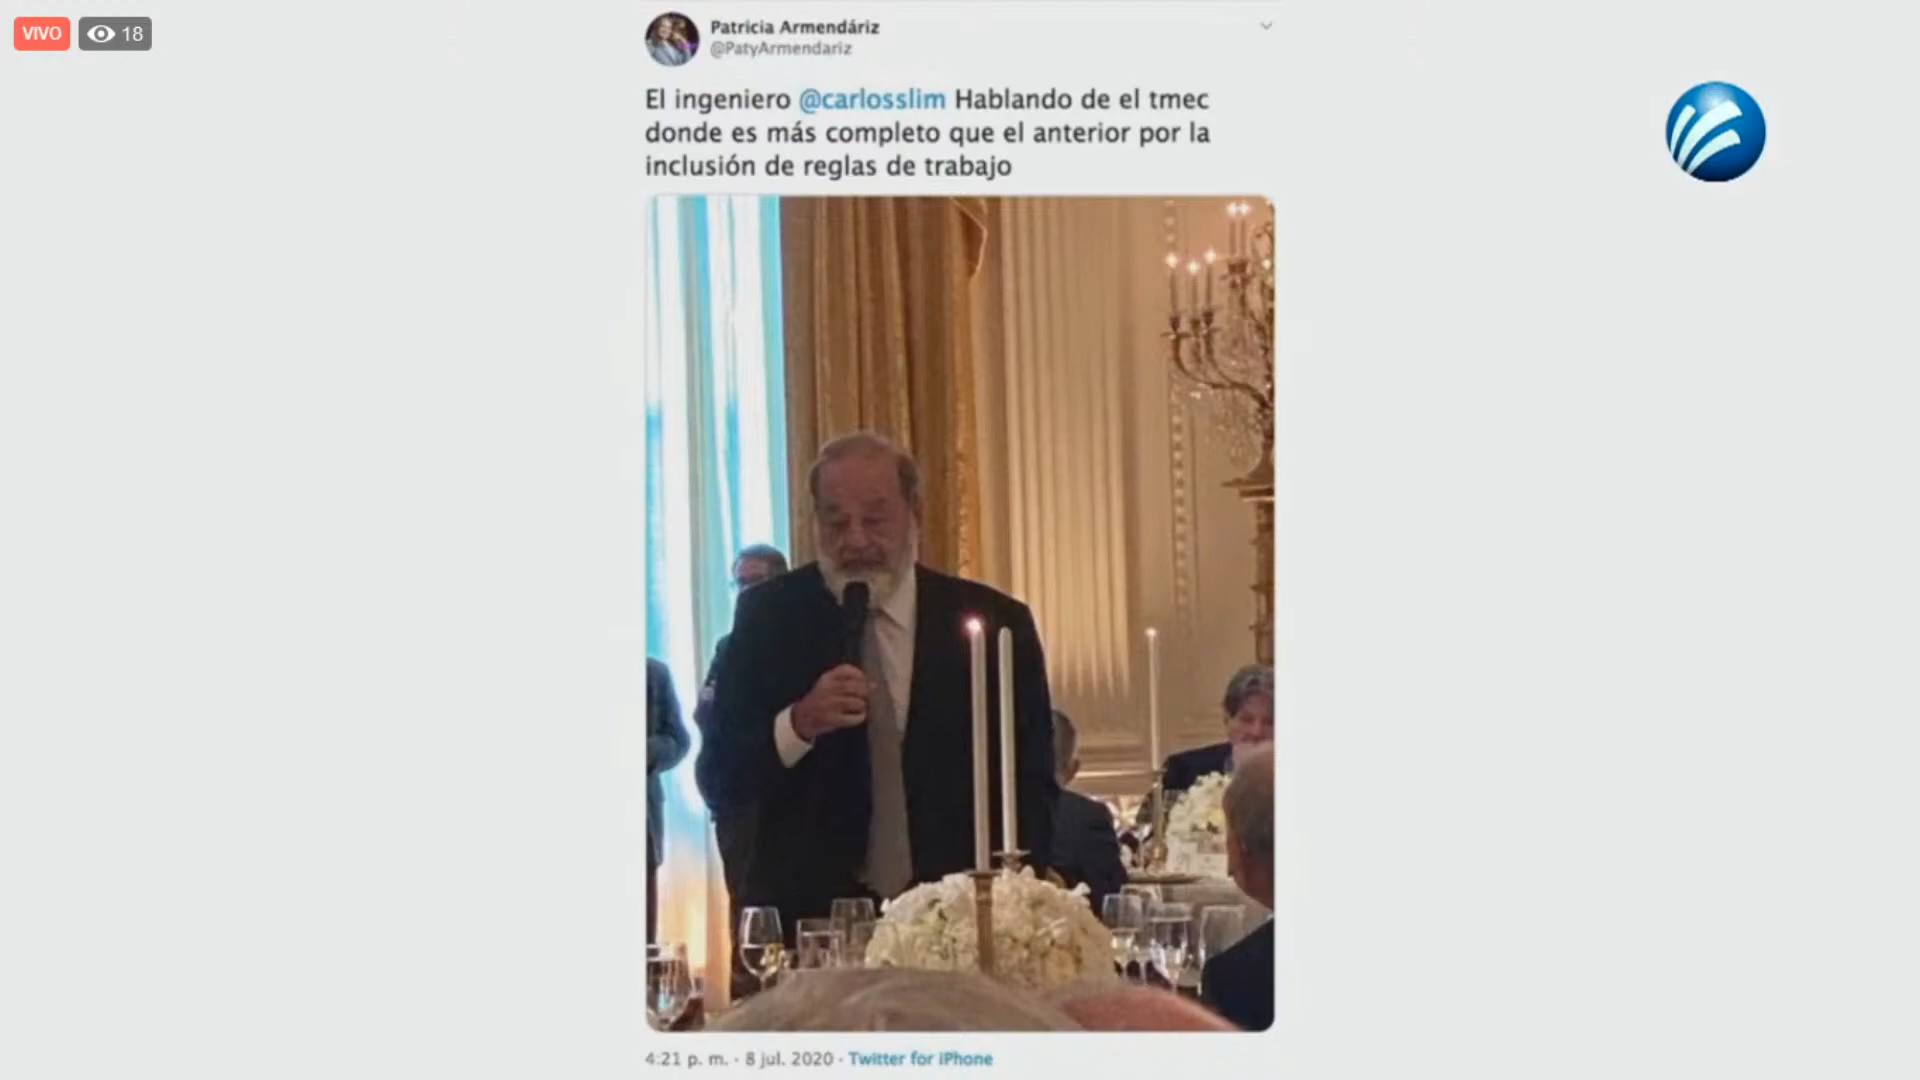 VIVO
18
Patricia Armendáriz
@PatyArmendariz
El ingeniero @carlosslim Hablando de el tmec
donde es más completo que el anterior por la
inclusión de reglas de trabajo
4:21 p. m. · 8 jul. 2020 · Twitter for iPhone